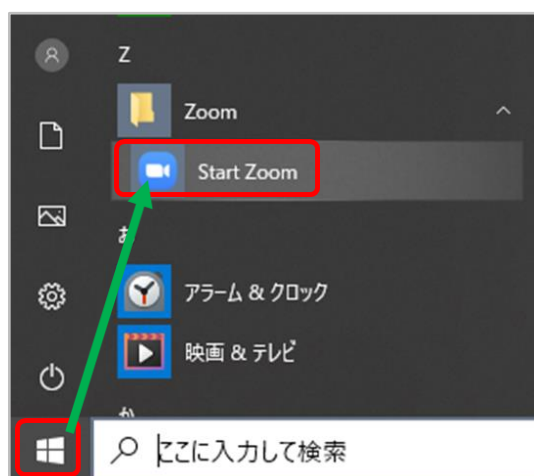 Z
Zoom
Start Zoom
あ
アラーム & クロック
映画 & テレビ
か
ここに入力して検索